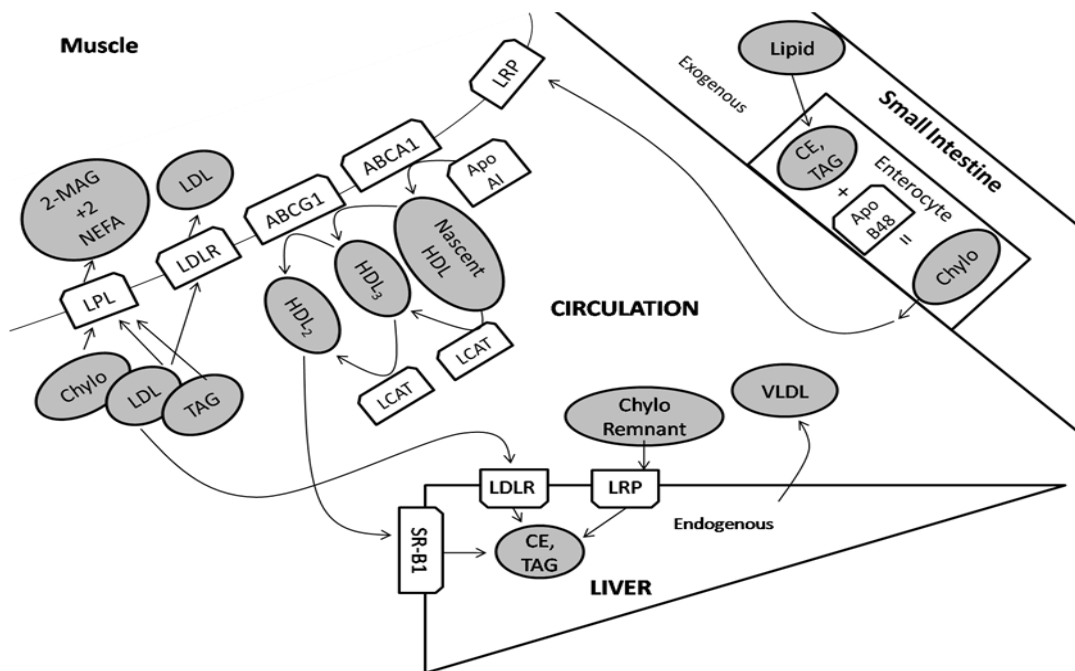 Muscle
LRP
ABCA1
ABCG1
Apo
AI
2-MAG
+2
NEFA
LDL
LDLR
LPL
Nascent
HDL
HDL3
HDL2
LCAT
LCAT
Chylo
LDL
TAG
Lipid
Exogenous
Small Intestine
CE,
TAG
Enterocyte
+
Apo
B48
=
Chylo
CIRCULATION
Chylo
Remnant
VLDL
LDLR
LRP
Endogenous
SR-B1
CE,
TAG
LIVER